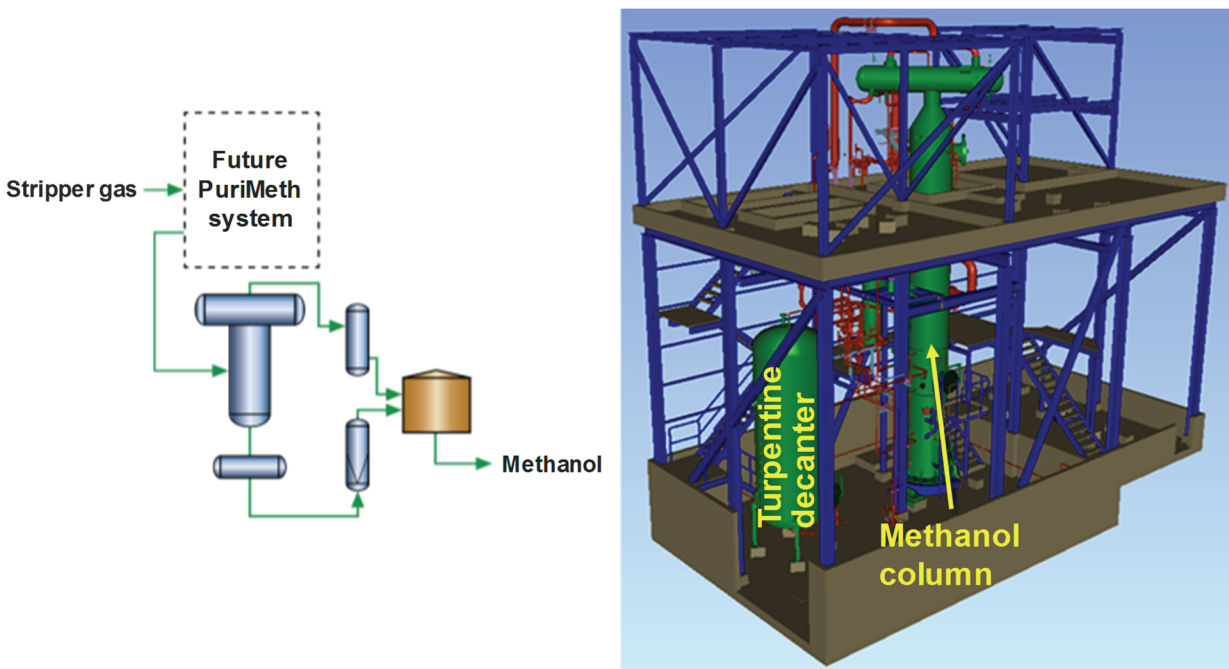 Future
PuriMeth
system
Stripper gas
Methanol
Turpentine
decanter
Methanol
column